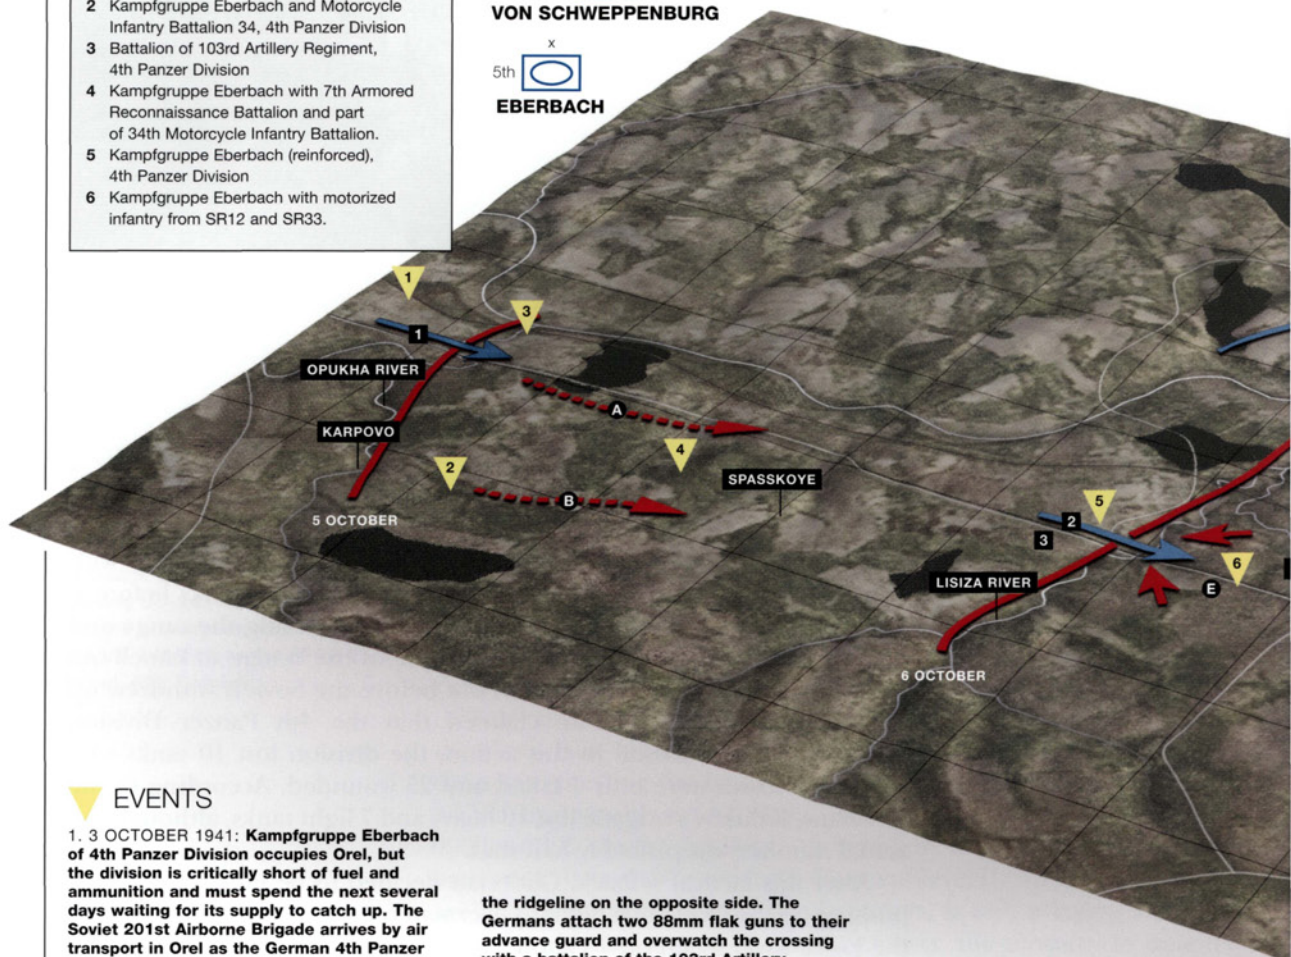 2 Kampfgruppe Eberbach and Motorcycle
Infantry Battalion 34, 4th Panzer Division
3 Battalion of 103rd Artillery Regiment,
4th Panzer Division
4 Kampfgruppe Eberbach with 7th Armored
Reconnaissance Battalion and part
of 34th Motorcycle Infantry Battalion.
5 Kampfgruppe Eberbach (reinforced),
4th Panzer Division
6 Kampfgruppe Eberbach with motorized
infantry from SR12 and SR33.
VON SCHWEPPENBURG
x
5th
EBERBACH
1
3
1
OPUKHA RIVER
A
KARPOVO
4
2
SPASSKOYE
B
5 OCTOBER
5
2
3
6
LISIZA RIVER
E
6 OCTOBER
EVENTS
1. 3 OCTOBER 1941: Kampfgruppe Eberbach
of 4th Panzer Division occupies Orel, but
the division is critically short of fuel and
ammunition and must spend the next several
days waiting for its supply to catch up. The
Soviet 201st Airborne Brigade arrives by air
transport in Orel as the German 4th Panzer
the ridgeline on the opposite side. The
Germans attach two 88mm flak guns to their
advance guard and overwatch the crossing
with a battalion of the 103rd Artillery